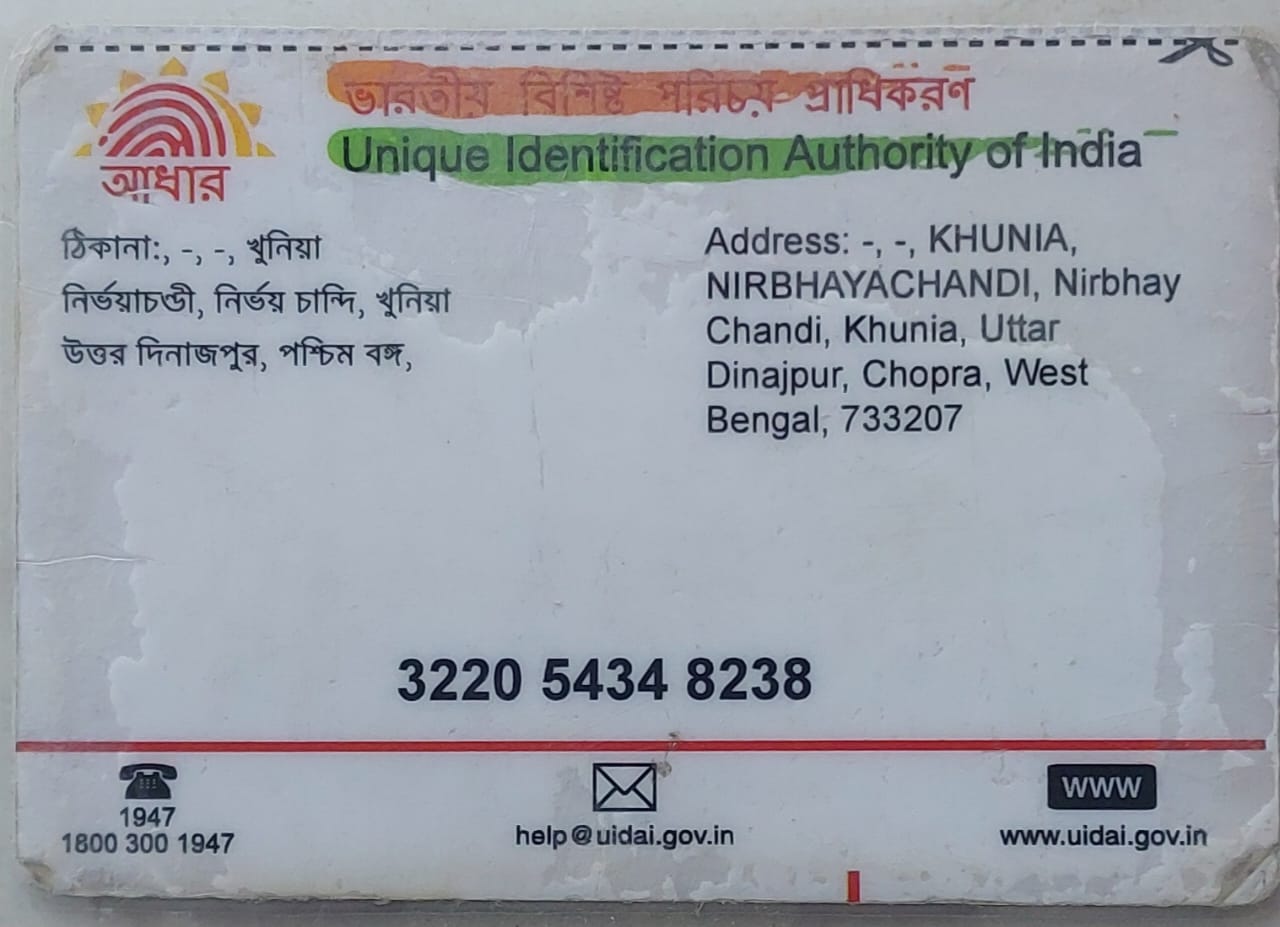 ভারতীয় বিশিষ্ট পরিচয় প্রাধিকরণ
Unique Identification Authority of India
আধার
ঠিকানা:, -, -, খুনিয়া
নির্ভয়াচণ্ডী, নির্ভয় চান্দি, খুনিয়া
উত্তর দিনাজপুর, পশ্চিম বঙ্গ,
Address: -, -, KHUNIA,
NIRBHAYACHANDI, Nirbhay
Chandi, Khunia, Uttar
Dinajpur, Chopra, West
Bengal, 733207
3220 5434 8238
1947
1800 300 1947
help@uidai.gov.in
WWW
www.uidai.gov.in